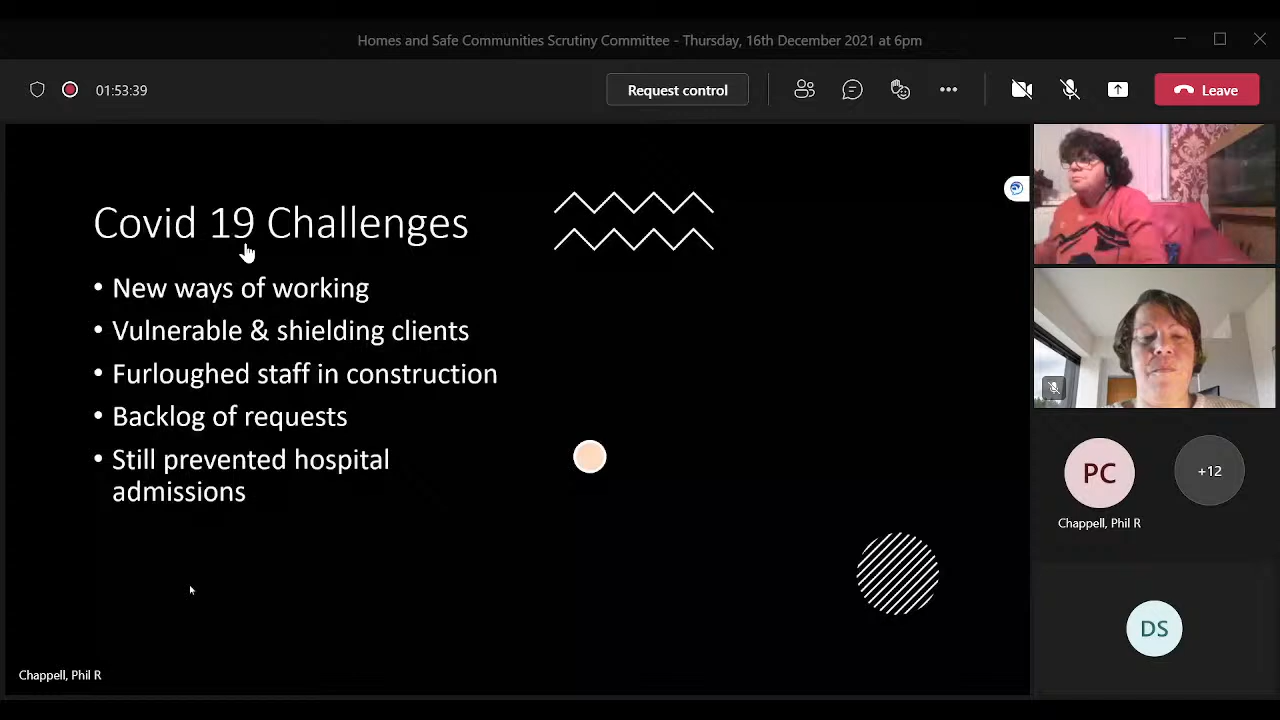 Homes and Safe Communities Scrutiny Committee - Thursday, 16th December 2021 at 6pm
01:53:39
Request control
Leave
Covid 19 Challenges
• New ways of working
• Vulnerable & shielding clients
• Furloughed staff in construction
• Backlog of requests
• Still prevented hospital
admissions
PC
+12
Chappell, Phil R
DS
Chappell, Phil R